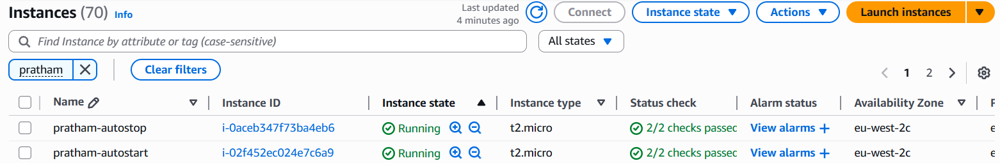 Instances (70) Info
Last updated
4 minutes ago
Connect Instance state Actions Launch instances
Find Instance by attribute or tag (case-sensitive) All states
pratham Clear filters 1 2
Name Instance ID Instance state Instance type Status check Alarm status Availability Zone
pratham-autostop i-0aceb347f73ba4eb6 Running t2.micro 2/2 checks passec View alarms eu-west-2c
pratham-autostart i-02f452ec024e7c6a9 Running t2.micro 2/2 checks passec View alarms eu-west-2c